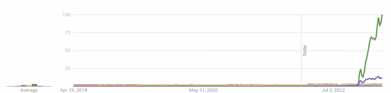 100
75
50
25
Note
Average
Apr 29, 2018
May 31, 2020
Jul 3, 2022